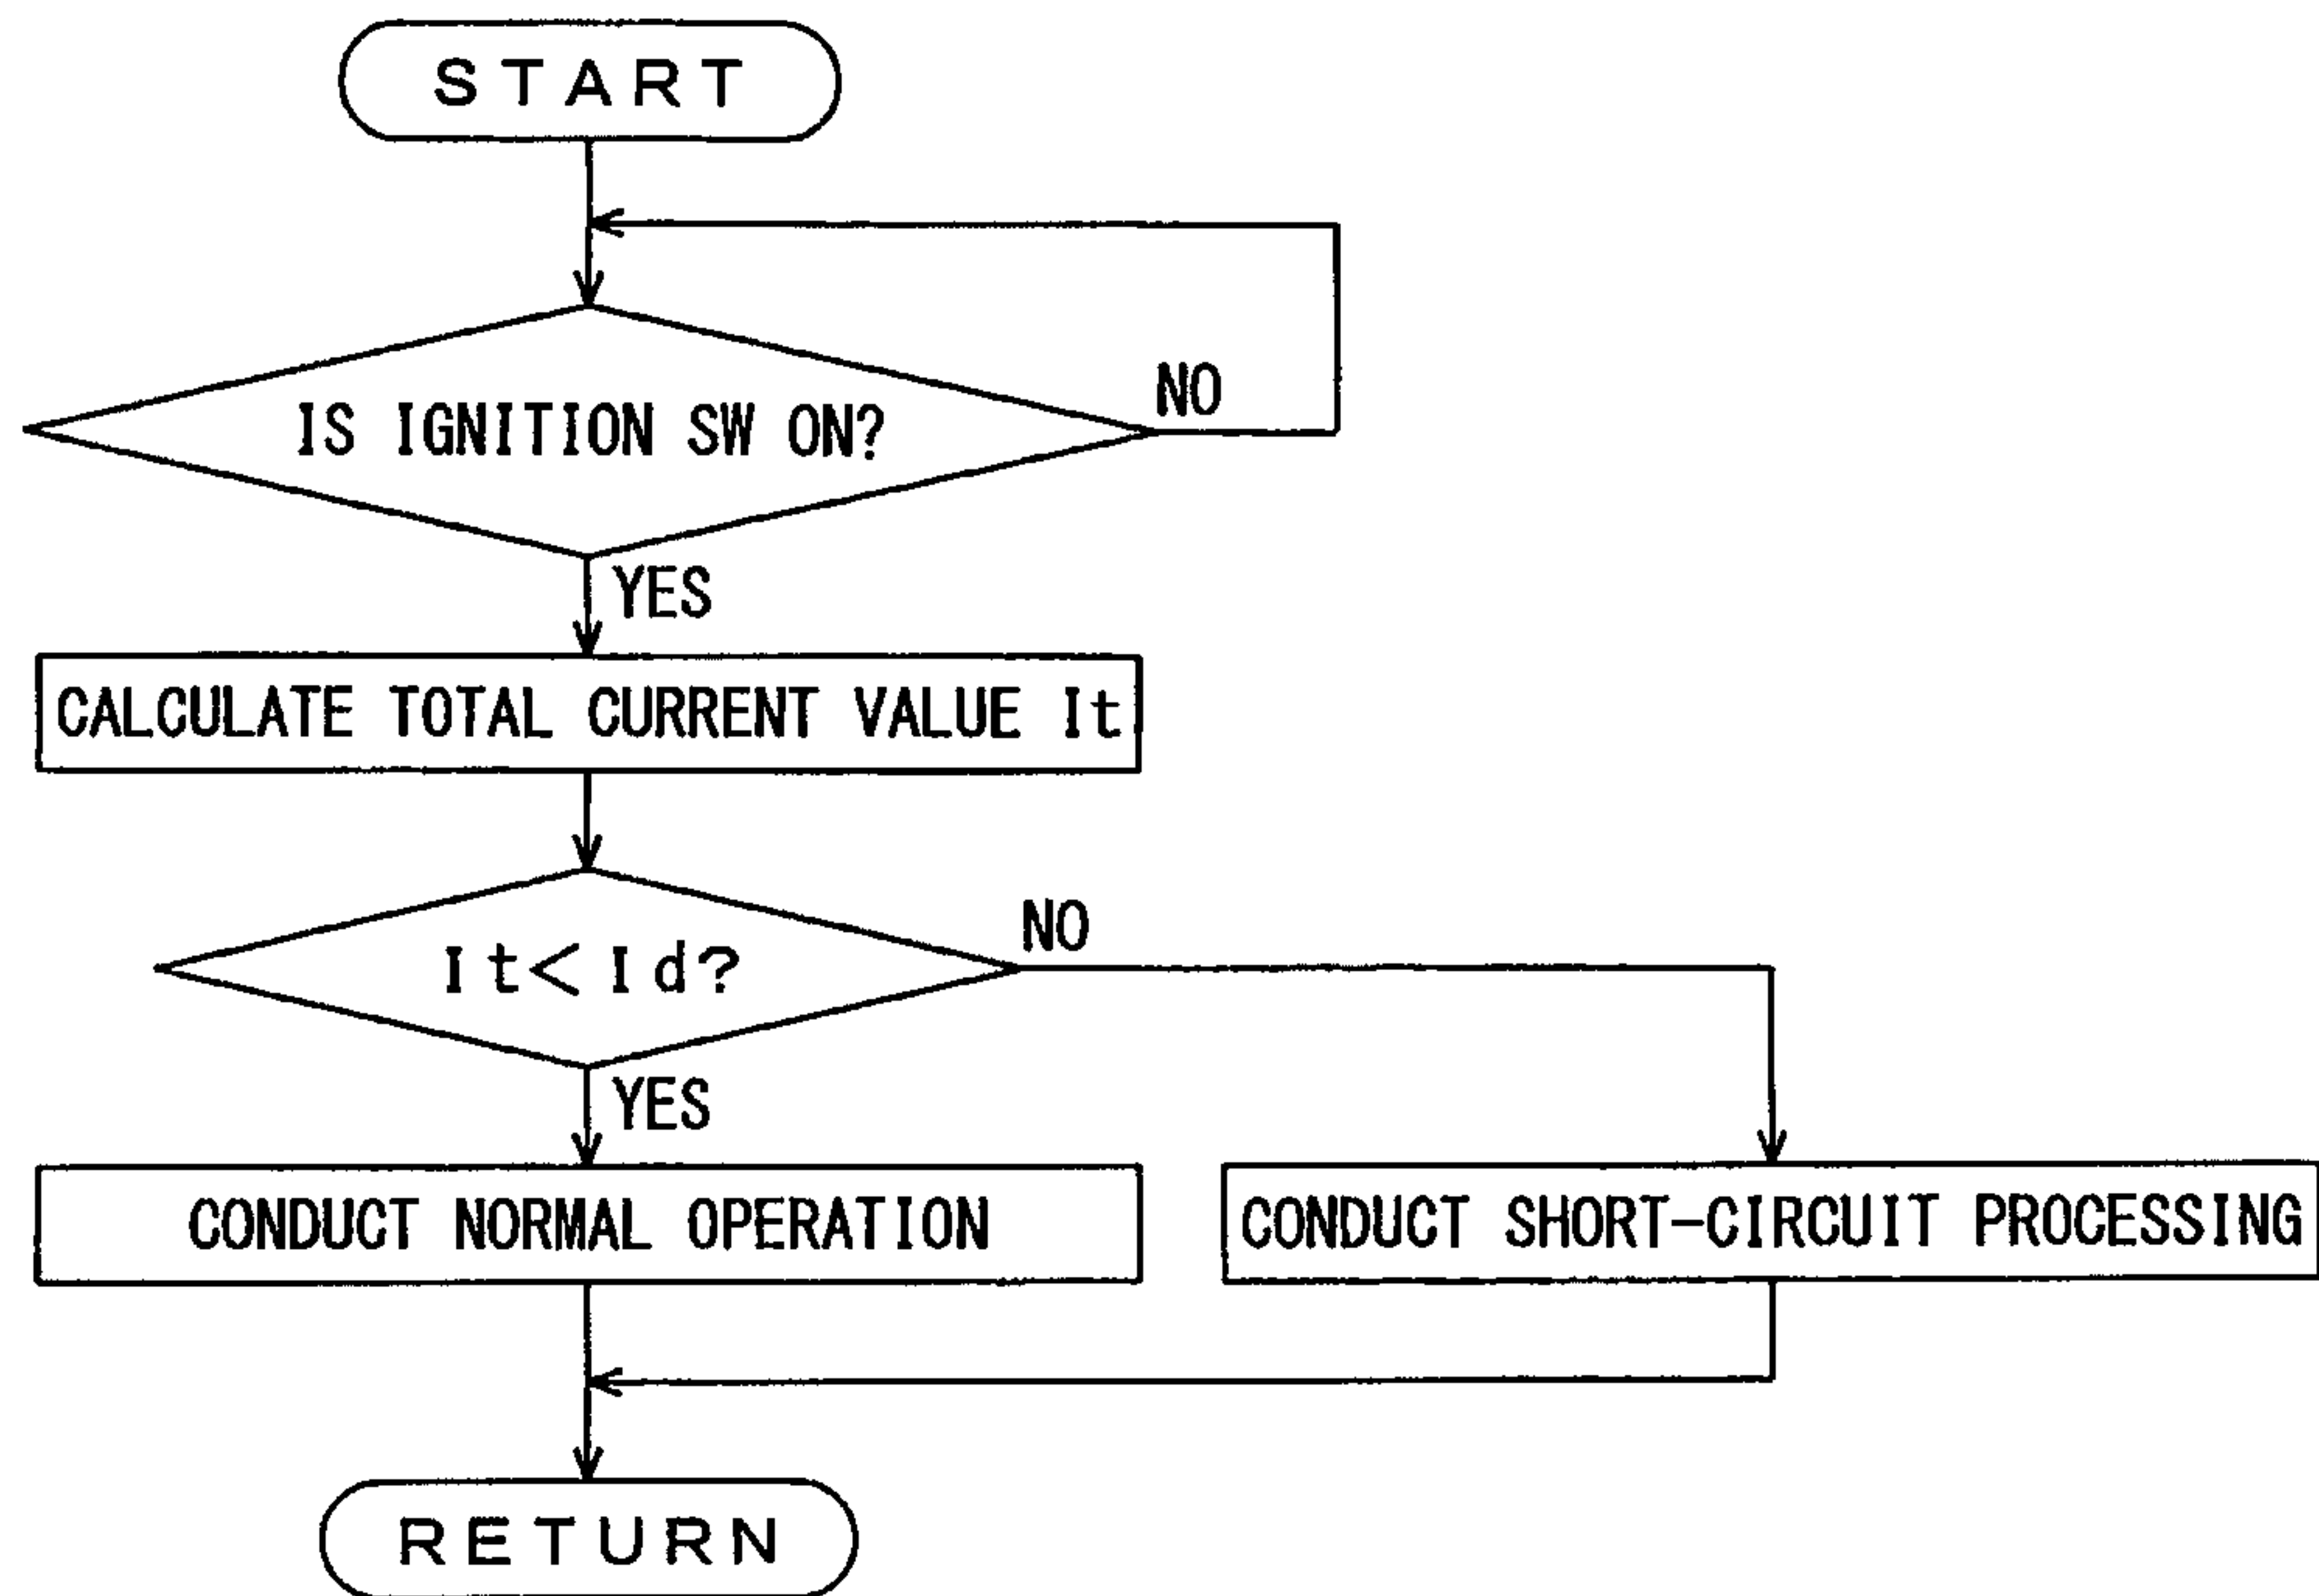 START
NO
IS IGNITION SW ON?
YES
CALCULATE TOTAL CURRENT VALUE It
NO
It<Id?
YES
CONDUCT NORMAL OPERATION
CONDUCT SHORT-CIRCUIT PROCESSING
RETURN